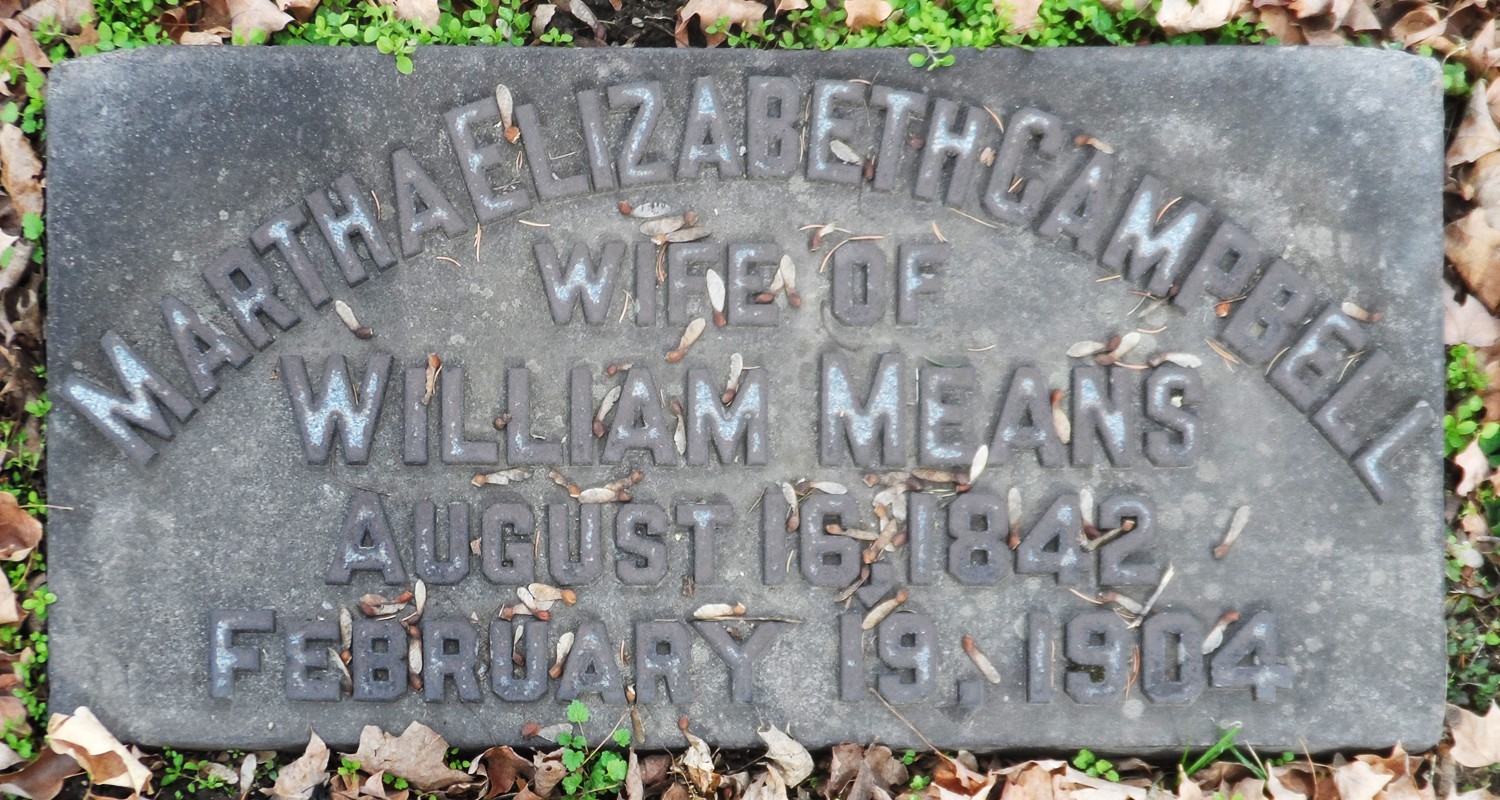 MARTHA ELIZABETH CAMPBELL
WIFE OF
WILLIAM MEANS
AUGUST 16, 1842
FEBRUARY 19, 1904